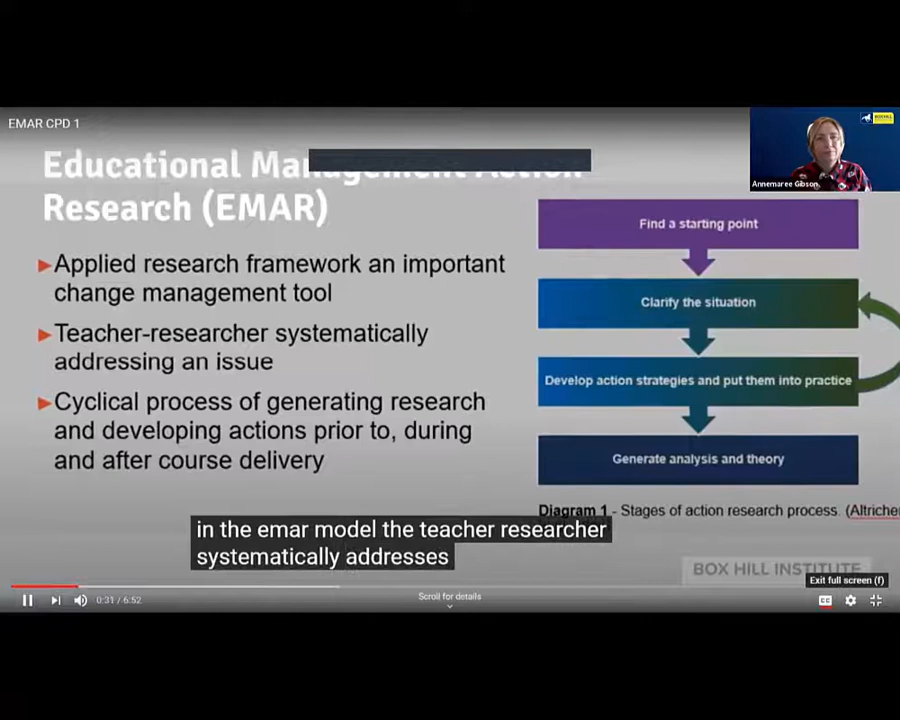 EMAR CPD 1
Educational Management Action
Research (EMAR)
Annemaree Gibson
Applied research framework an important
change management tool
Teacher-researcher systematically
addressing an issue
Cyclical process of generating research
and developing actions prior to, during
and after course delivery
Find a starting point
Clarify the situation
Develop action strategies and put them into practice
Generate analysis and theory
Diagram 1 - Stages of action research process. (Altricher
in the emar model the teacher researcher
systematically addresses
BOX HILL INSTITUTE
Exit full screen (f)
0:31 / 6:52
Scroll for details
CC